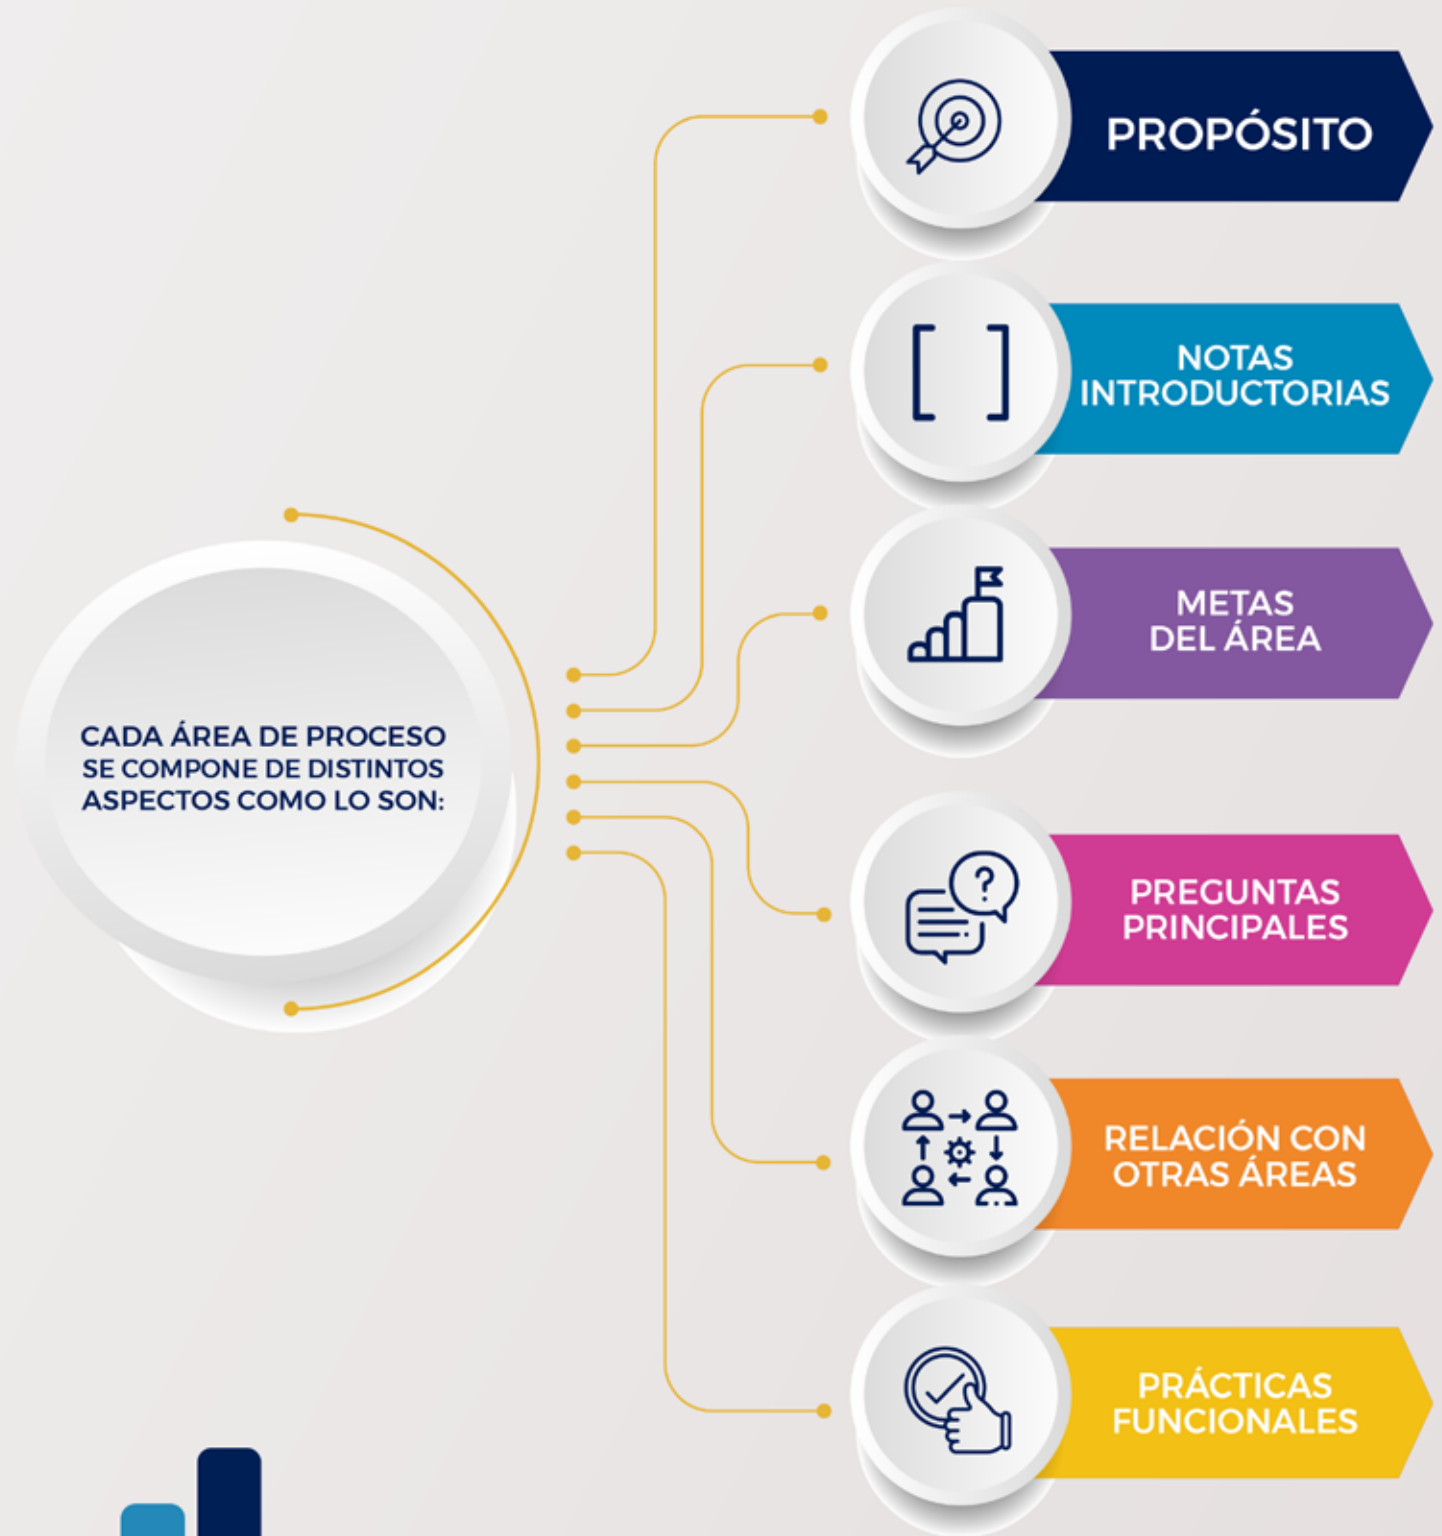 PROPÓSITO
NOTAS
INTRODUCTORIAS
METAS
DEL ÁREA
CADA ÁREA DE PROCESO
SE COMPONE DE DISTINTOS
ASPECTOS COMO LO SON:
PREGUNTAS
PRINCIPALES
RELACIÓN CON
OTRAS ÁREAS
PRÁCTICAS
FUNCIONALES